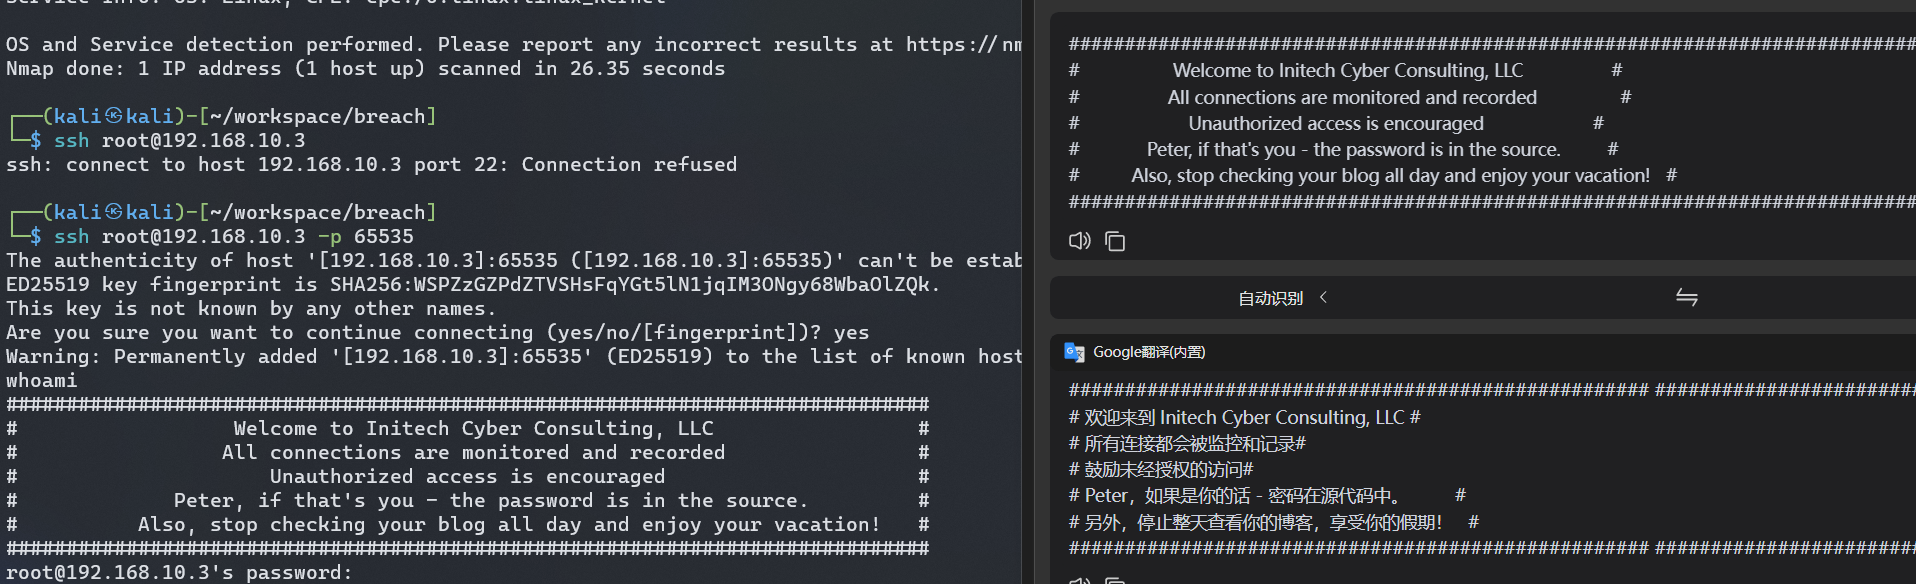 OS and Service detection performed. Please report any incorrect results at https://nm
Nmap done: 1 IP address (1 host up) scanned in 26.35 seconds
┌──(kali㉿kali)-[~/workspace/breach]
└─$ ssh root@192.168.10.3
ssh: connect to host 192.168.10.3 port 22: Connection refused
┌──(kali㉿kali)-[~/workspace/breach]
└─$ ssh root@192.168.10.3 -p 65535
The authenticity of host '[192.168.10.3]:65535 ([192.168.10.3]:65535)' can't be estab
ED25519 key fingerprint is SHA256:WSPZzGZPdZTVSHsFqYGt5lN1jqIM3ONgy68WbaOlZQk.
This key is not known by any other names.
Are you sure you want to continue connecting (yes/no/[fingerprint])? yes
Warning: Permanently added '[192.168.10.3]:65535' (ED25519) to the list of known host
whoami
#############################################################################
# Welcome to Initech Cyber Consulting, LLC #
# All connections are monitored and recorded #
# Unauthorized access is encouraged #
# Peter, if that's you - the password is in the source. #
# Also, stop checking your blog all day and enjoy your vacation! #
#############################################################################
root@192.168.10.3's password:
#############################################################################
# Welcome to Initech Cyber Consulting, LLC #
# All connections are monitored and recorded #
# Unauthorized access is encouraged #
# Peter, if that's you - the password is in the source. #
# Also, stop checking your blog all day and enjoy your vacation! #
#############################################################################
自动识别
Google翻译(内置)
#################################################### #######################
# 欢迎来到 Initech Cyber Consulting, LLC #
# 所有连接都会被监控和记录#
# 鼓励未经授权的访问#
# Peter，如果是你的话 - 密码在源代码中。 #
# 另外，停止整天查看你的博客，享受你的假期！ #
#################################################### #######################